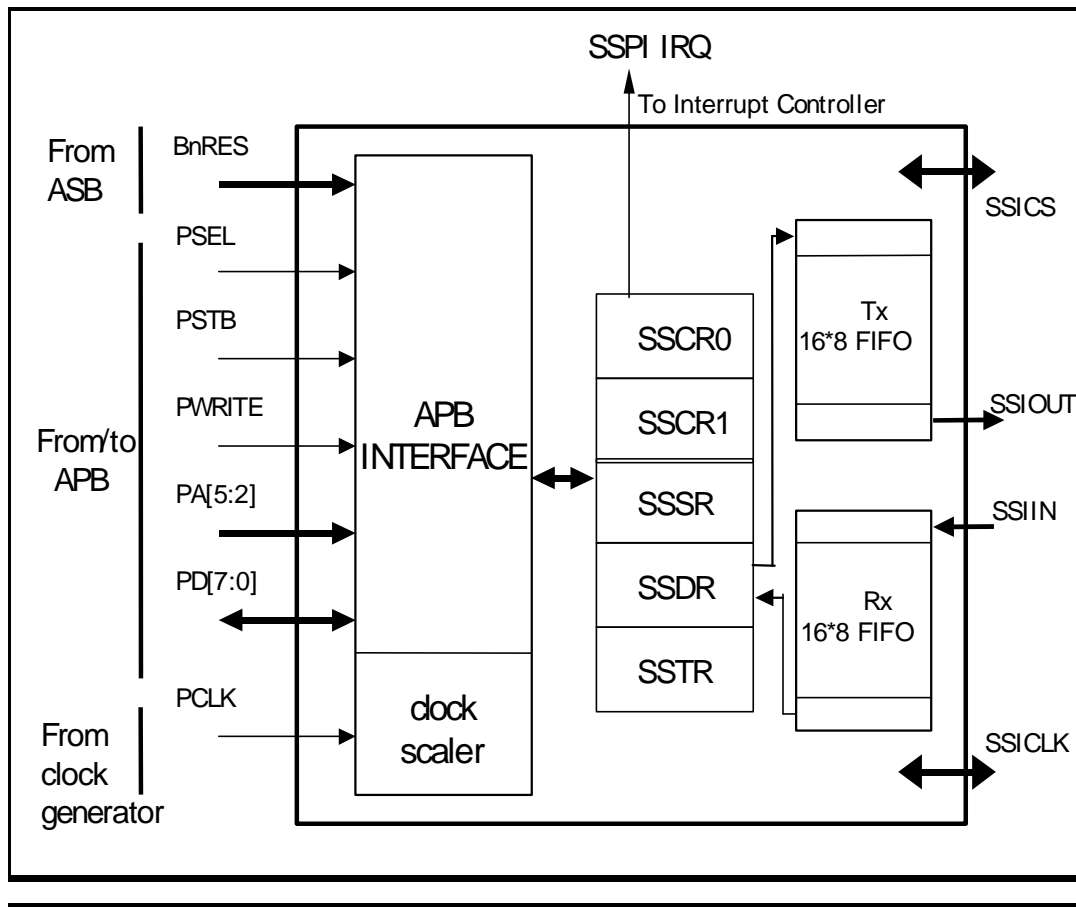 SSPI IRQ
To Interrupt Controller
From
ASB
BnRES
PSEL
PSTB
PWRITE
From/to
APB
PA[5:2]
PD[7:0]
PCLK
From
clock
generator
APB
INTERFACE
clock
scaler
SSCR0
SSCR1
SSSR
SSDR
SSTR
Tx
16*8 FIFO
Rx
16*8 FIFO
SSICS
SSIOUT
SSIIN
SSICLK